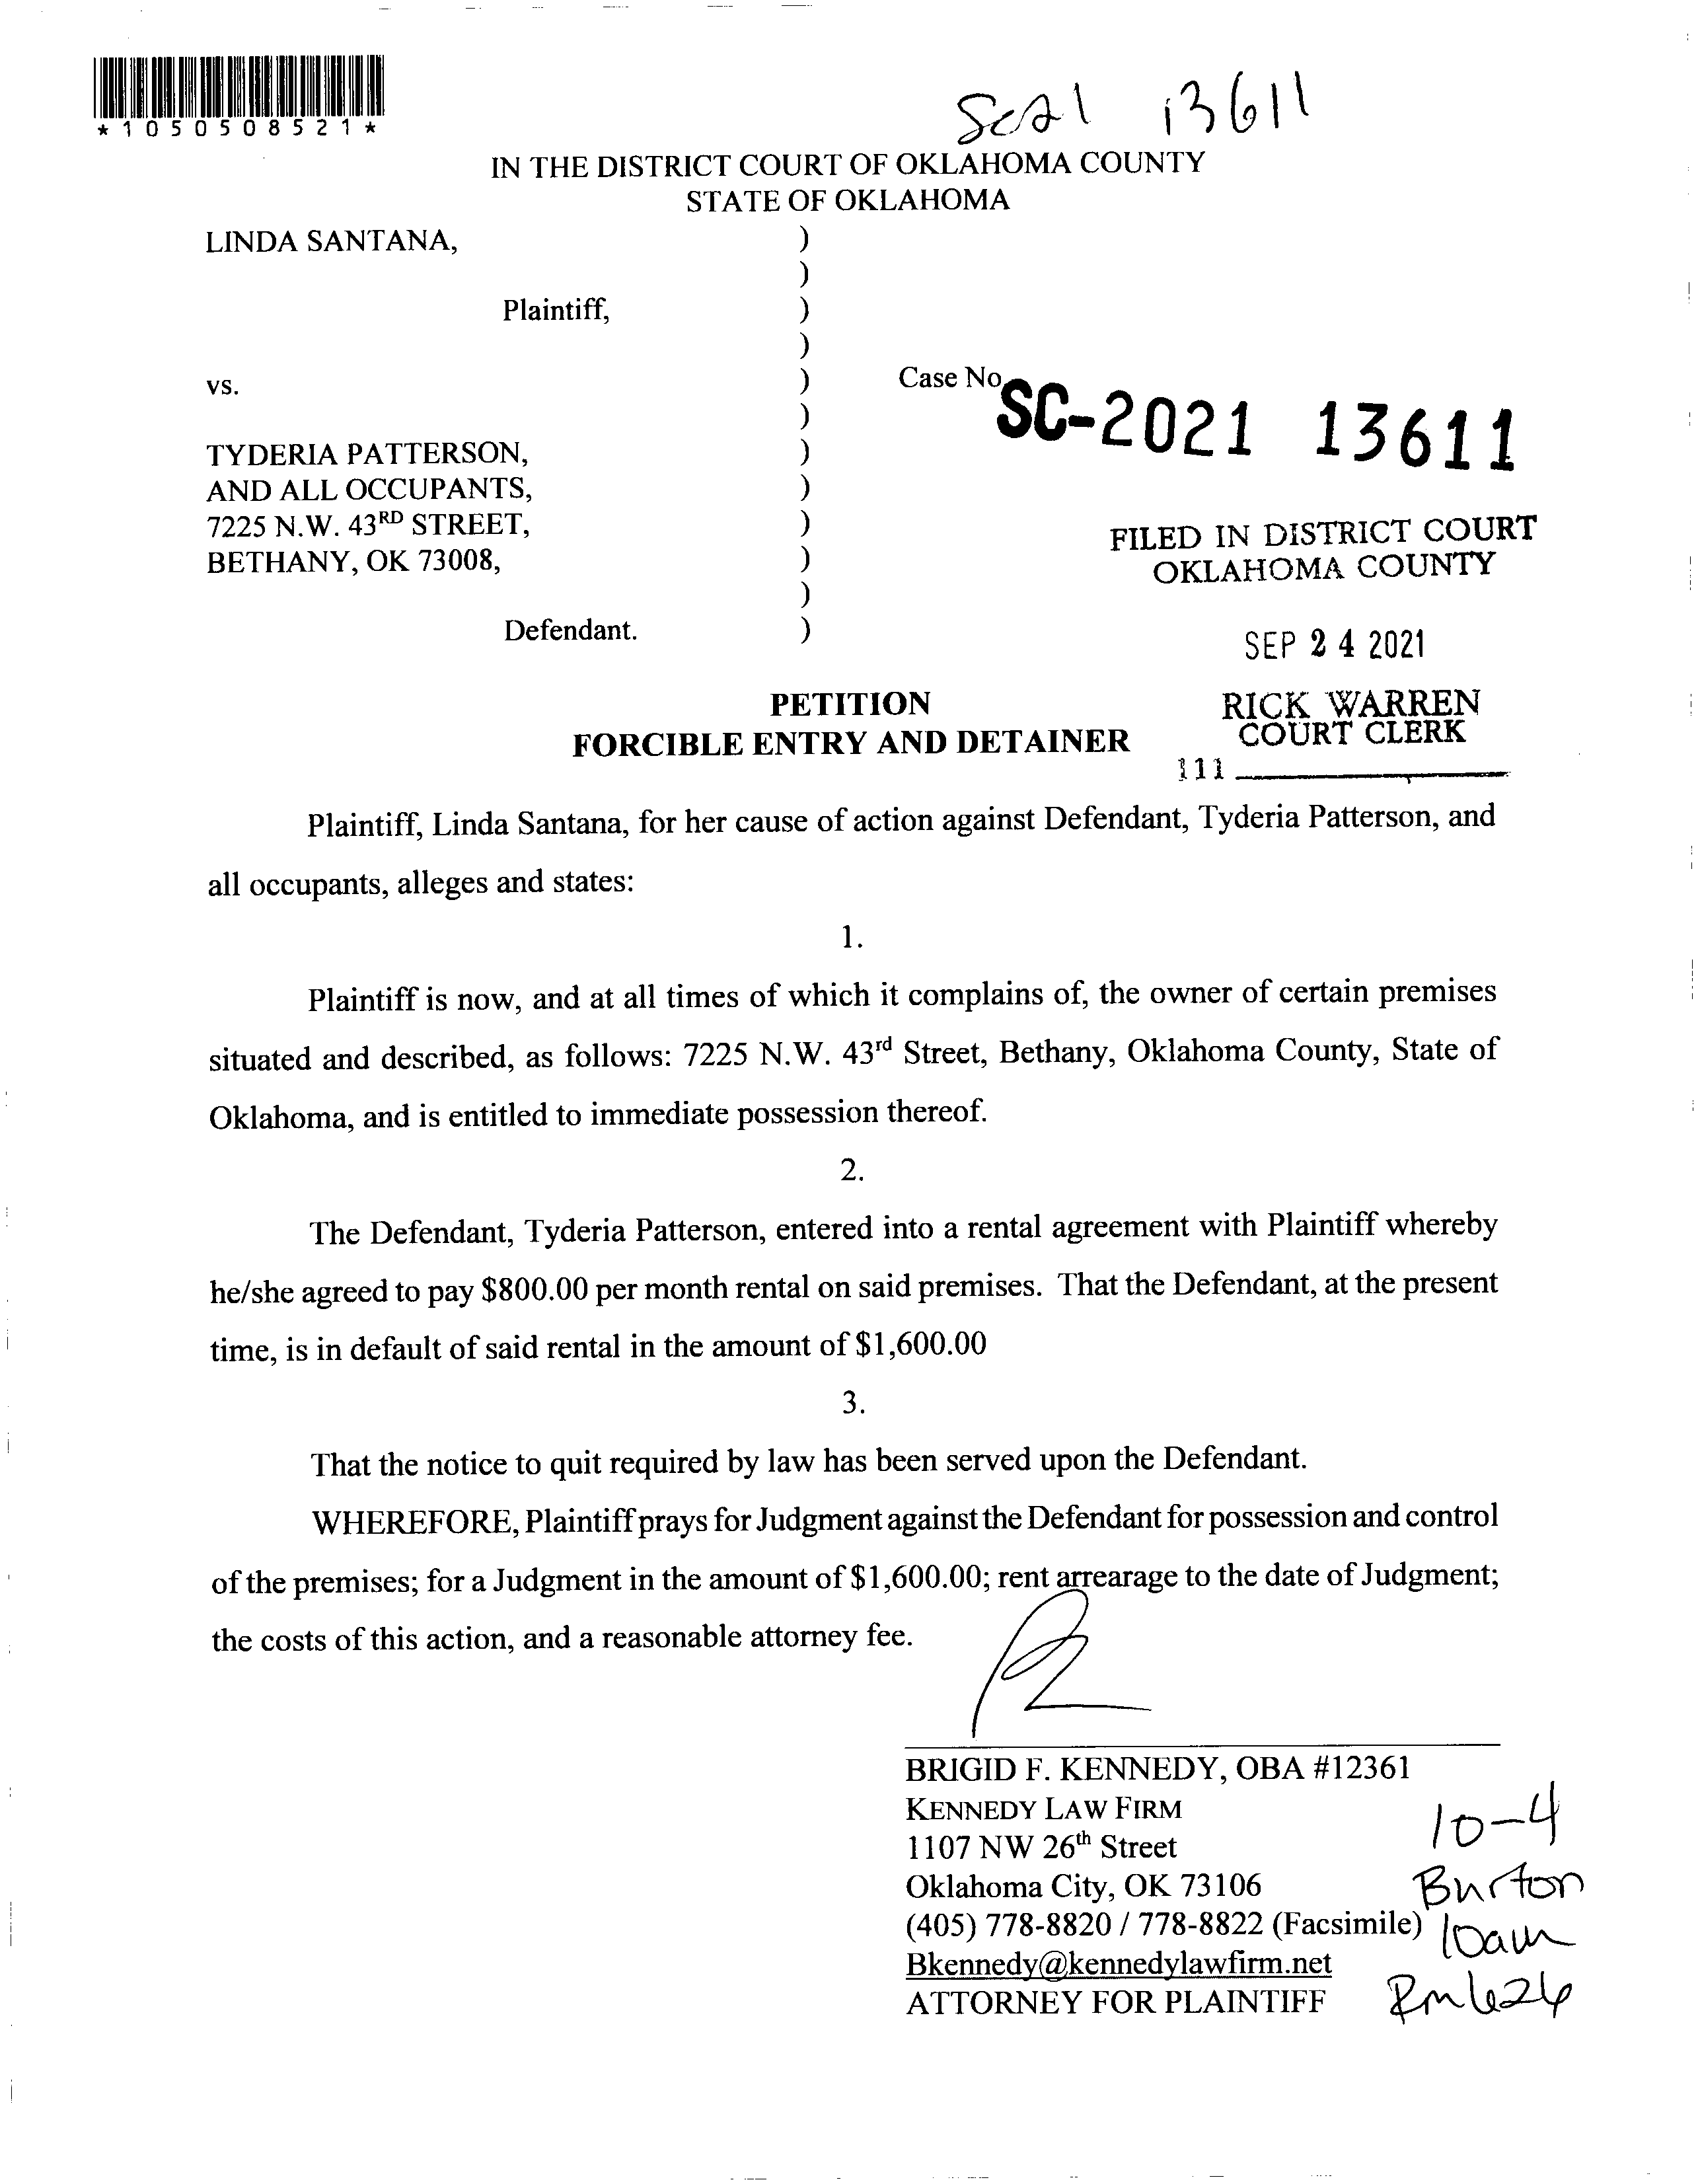 *1050508521*
Sc21 13611
IN THE DISTRICT COURT OF OKLAHOMA COUNTY
STATE OF OKLAHOMA
LINDA SANTANA, )
)
Plaintiff, )
)
vs. ) Case No.
SC-2021 13611
)
TYDERIA PATTERSON, )
AND ALL OCCUPANTS, )
7225 N.W. 43RD STREET, )
BETHANY, OK 73008, )
)
Defendant. )
FILED IN DISTRICT COURT
OKLAHOMA COUNTY
SEP 24 2021
RICK WARREN
COURT CLERK
111
PETITION
FORCIBLE ENTRY AND DETAINER
Plaintiff, Linda Santana, for her cause of action against Defendant, Tyderia Patterson, and
all occupants, alleges and states:
1.
Plaintiff is now, and at all times of which it complains of, the owner of certain premises
situated and described, as follows: 7225 N.W. 43rd Street, Bethany, Oklahoma County, State of
Oklahoma, and is entitled to immediate possession thereof.
2.
The Defendant, Tyderia Patterson, entered into a rental agreement with Plaintiff whereby
he/she agreed to pay $800.00 per month rental on said premises. That the Defendant, at the present
time, is in default of said rental in the amount of $1,600.00
3.
That the notice to quit required by law has been served upon the Defendant.
WHEREFORE, Plaintiff prays for Judgment against the Defendant for possession and control
of the premises; for a Judgment in the amount of $1,600.00; rent arrearage to the date of Judgment;
the costs of this action, and a reasonable attorney fee.
BRIGID F. KENNEDY, OBA #12361
KENNEDY LAW FIRM
1107 NW 26th Street
Oklahoma City, OK 73106
(405) 778-8820 / 778-8822 (Facsimile)
Bkennedy@kennedylawfirm.net
ATTORNEY FOR PLAINTIFF
10-4
Burton
10am
Rm 626